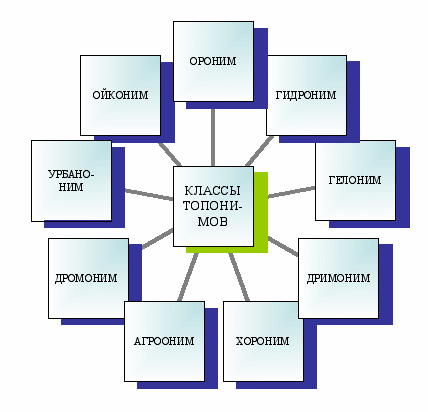 ОРОНИМ
ОЙКОНИМ
ГИДРОНИМ
УРБАНО-
НИМ
ГЕЛОНИМ
КЛАССЫ
ТОПОНИ-
МОВ
ДРОМОНИМ
ДРИМОНИМ
АГРООНИМ
ХОРОНИМ